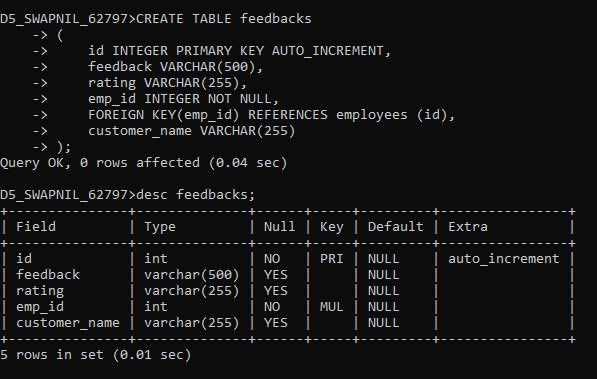 D5_SWAPNIL_62797>CREATE TABLE feedbacks
    -> (
    ->     id INTEGER PRIMARY KEY AUTO_INCREMENT,
    ->     feedback VARCHAR(500),
    ->     rating VARCHAR(255),
    ->     emp_id INTEGER NOT NULL,
    ->     FOREIGN KEY(emp_id) REFERENCES employees (id),
    ->     customer_name VARCHAR(255)
    -> );
Query OK, 0 rows affected (0.04 sec)

D5_SWAPNIL_62797>desc feedbacks;
+---------------+--------------+------+-----+---------+----------------+
| Field         | Type         | Null | Key | Default | Extra          |
+---------------+--------------+------+-----+---------+----------------+
| id            | int          | NO   | PRI | NULL    | auto_increment |
| feedback      | varchar(500) | YES  |     | NULL    |                |
| rating        | varchar(255) | YES  |     | NULL    |                |
| emp_id        | int          | NO   | MUL | NULL    |                |
| customer_name | varchar(255) | YES  |     | NULL    |                |
+---------------+--------------+------+-----+---------+----------------+
5 rows in set (0.01 sec)